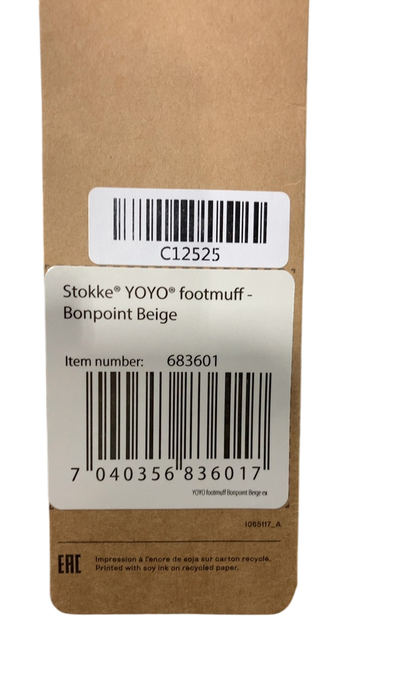 C12525
Stokke® YOYO® footmuff -
Bonpoint Beige
Item number: 683601
7 040356 836017
YOYO footmuff Bonpoint Beige ex
1065117_A
EAC
Impression à l'encre de soja sur carton recyclé.
Printed with soy ink on recycled paper.